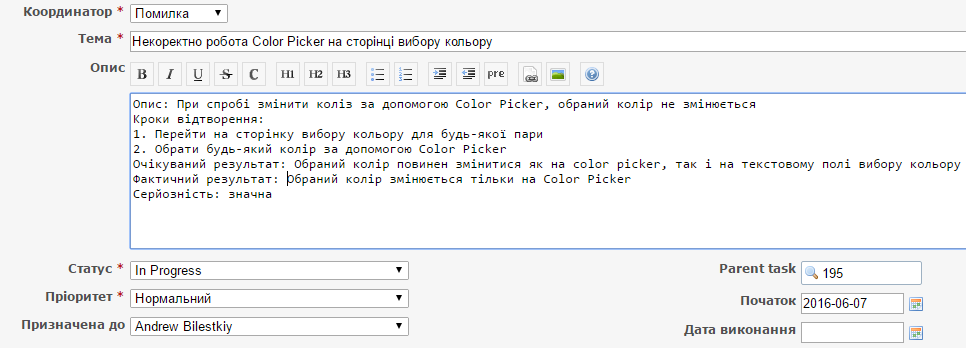 Координатор * Помилка
Тема * Некоректно робота Color Picker на сторінці вибору кольору
Опис B I U S C H1 H2 H3 pre
Опис: При спробі змінити колів за допомогою Color Picker, обраний колір не змінюється
Кроки відтворення:
1. Перейти на сторінку вибору кольору для будь-якої пари
2. Обрати будь-який колір за допомогою Color Picker
Очікуваний результат: Обраний колір повинен змінитися як на color picker, так і на текстовому полі вибору кольору
Фактичний результат: Обраний колір змінюється тільки на Color Picker
Серйозність: значна
Статус * In Progress Parent task 195
Пріоритет * Нормальний Початок 2016-06-07
Призначена до Andrew Bilestkiy Дата виконання